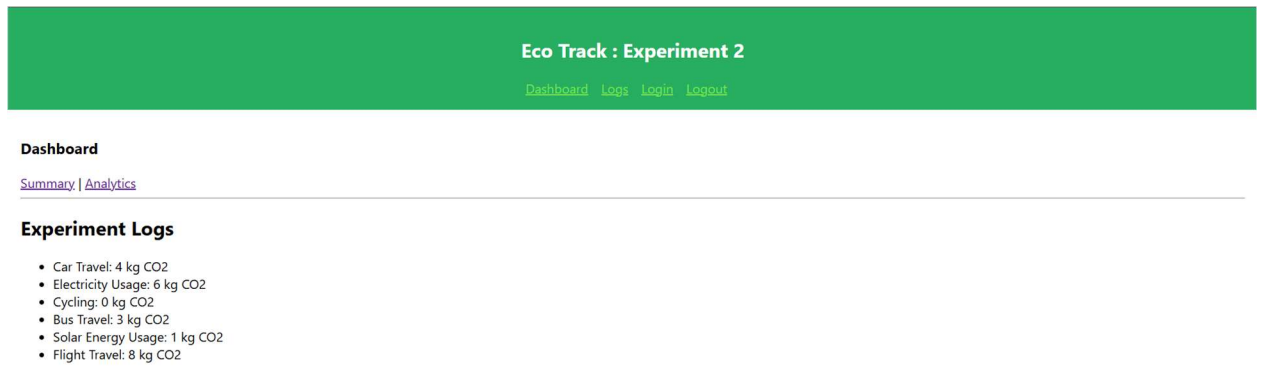 Eco Track : Experiment 2
Dashboard Logs Login Logout
Dashboard
Summary | Analytics
Experiment Logs
• Car Travel: 4 kg CO2
• Electricity Usage: 6 kg CO2
• Cycling: 0 kg CO2
• Bus Travel: 3 kg CO2
• Solar Energy Usage: 1 kg CO2
• Flight Travel: 8 kg CO2